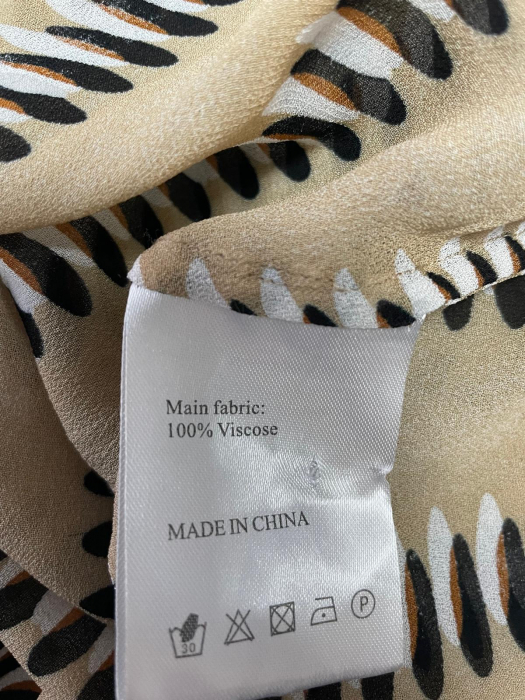 Main fabric:
100% Viscose
MADE IN CHINA
30
P